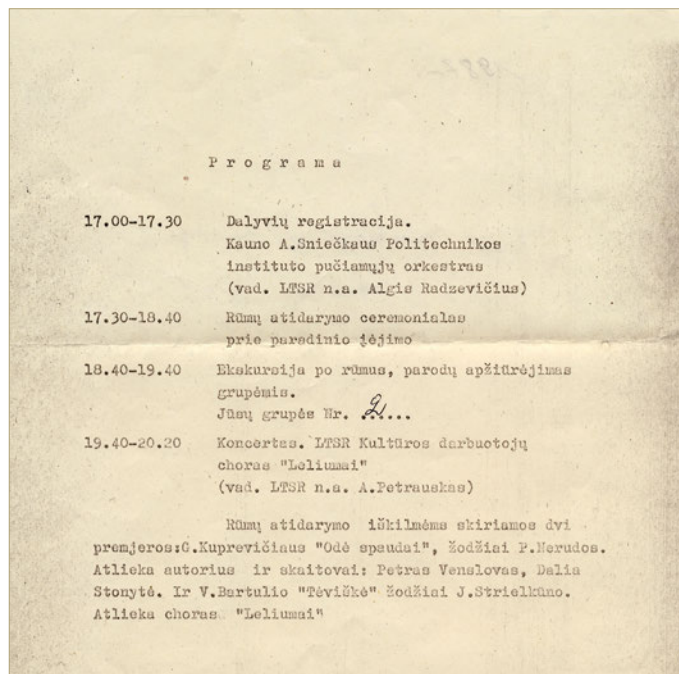 Programa
17.00-17.30 Dalyvių registracija.
Kauno A.Sniečkaus Politechnikos
instituto pučiamųjų orkestras
(vad. LTSR n.a. Algis Radzevičius)
17.30-18.40 Rūmų atidarymo ceremonialas
prie paradinio įėjimo
18.40-19.40 Ekskursija po rūmus, parodų apžiūrėjimas
grupėmis.
Jūsų grupės Nr. 2......
19.40-20.20 Koncertas. LTSR Kultūros darbuotojų
choras "Leliumai"
(vad. LTSR n.a. A.Petrauskas)
Rūmų atidarymo iškilmėms skiriamos dvi
premjeros:G.Kuprevičiaus "Odė spaudai", žodžiai P.Nerudos.
Atlieka autorius ir skaitovai: Petras Venslovas, Dalia
Stonytė. Ir V.Bartulio "Tėviškė" žodžiai J.Strielkūno.
Atlieka choras "Leliumai"